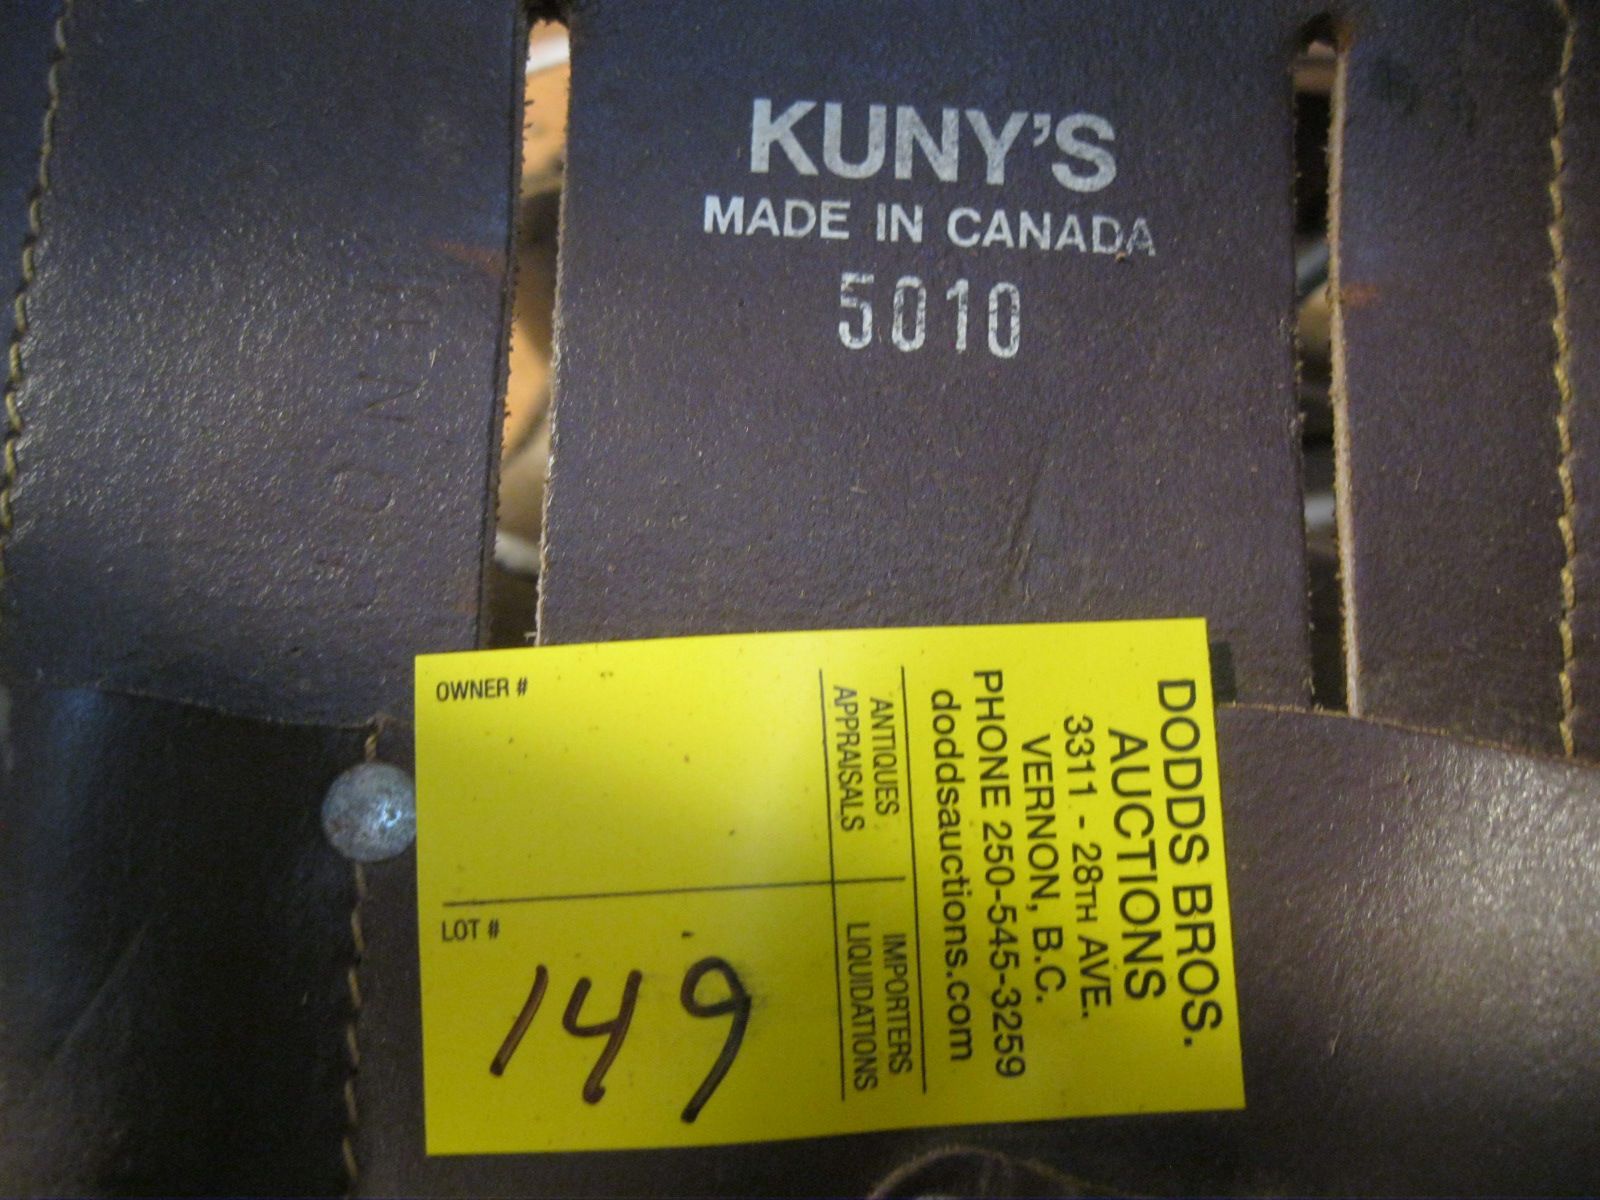 KUNY'S
MADE IN CANADA
5010
OWNER #
LOT #
149
DODDS BROS.
AUCTIONS
3311 - 28TH AVE.
VERNON, B.C.
PHONE 250-545-3259
doddsauctions.com
ANTIQUES IMPORTERS
APPRAISALS LIQUIDATIONS